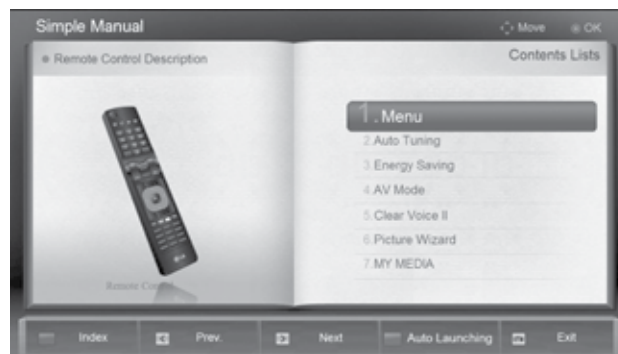 Simple Manual
Move
OK
Remote Control Description
Contents Lists
1. Menu
2. Auto Tuning
3. Energy Saving
4. AV Mode
5. Clear Voice II
6. Picture Wizard
7. MY MEDIA
Remote Control
LG
Index
Prev.
Next
Auto Launching
Exit